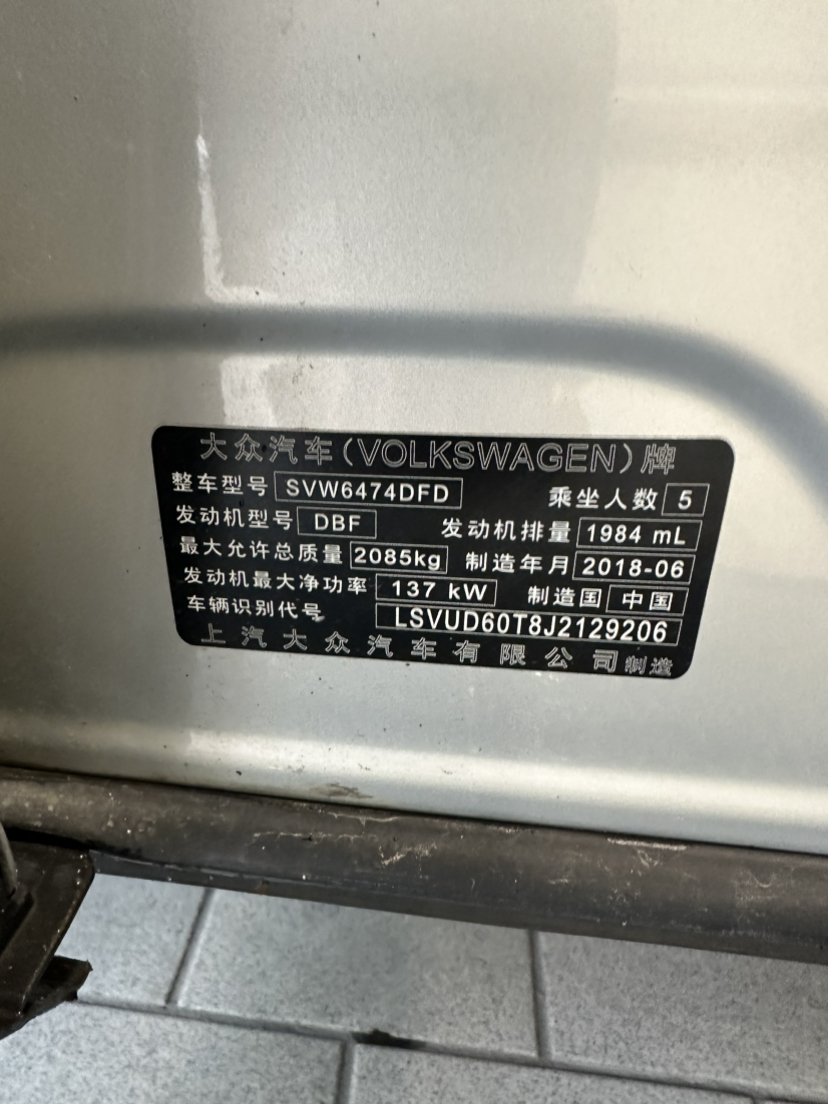 大众汽车(VOLKSWAGEN)牌
整车型号 SVW6474DFD 乘坐人数 5
发动机型号 DBF 发动机排量 1984 mL
最大允许总质量 2085kg 制造年月 2018-06
发动机最大净功率 137 kW 制造国 中国
车辆识别代号 LSVUD60T8J2129206
上汽大众汽车有限公司制造